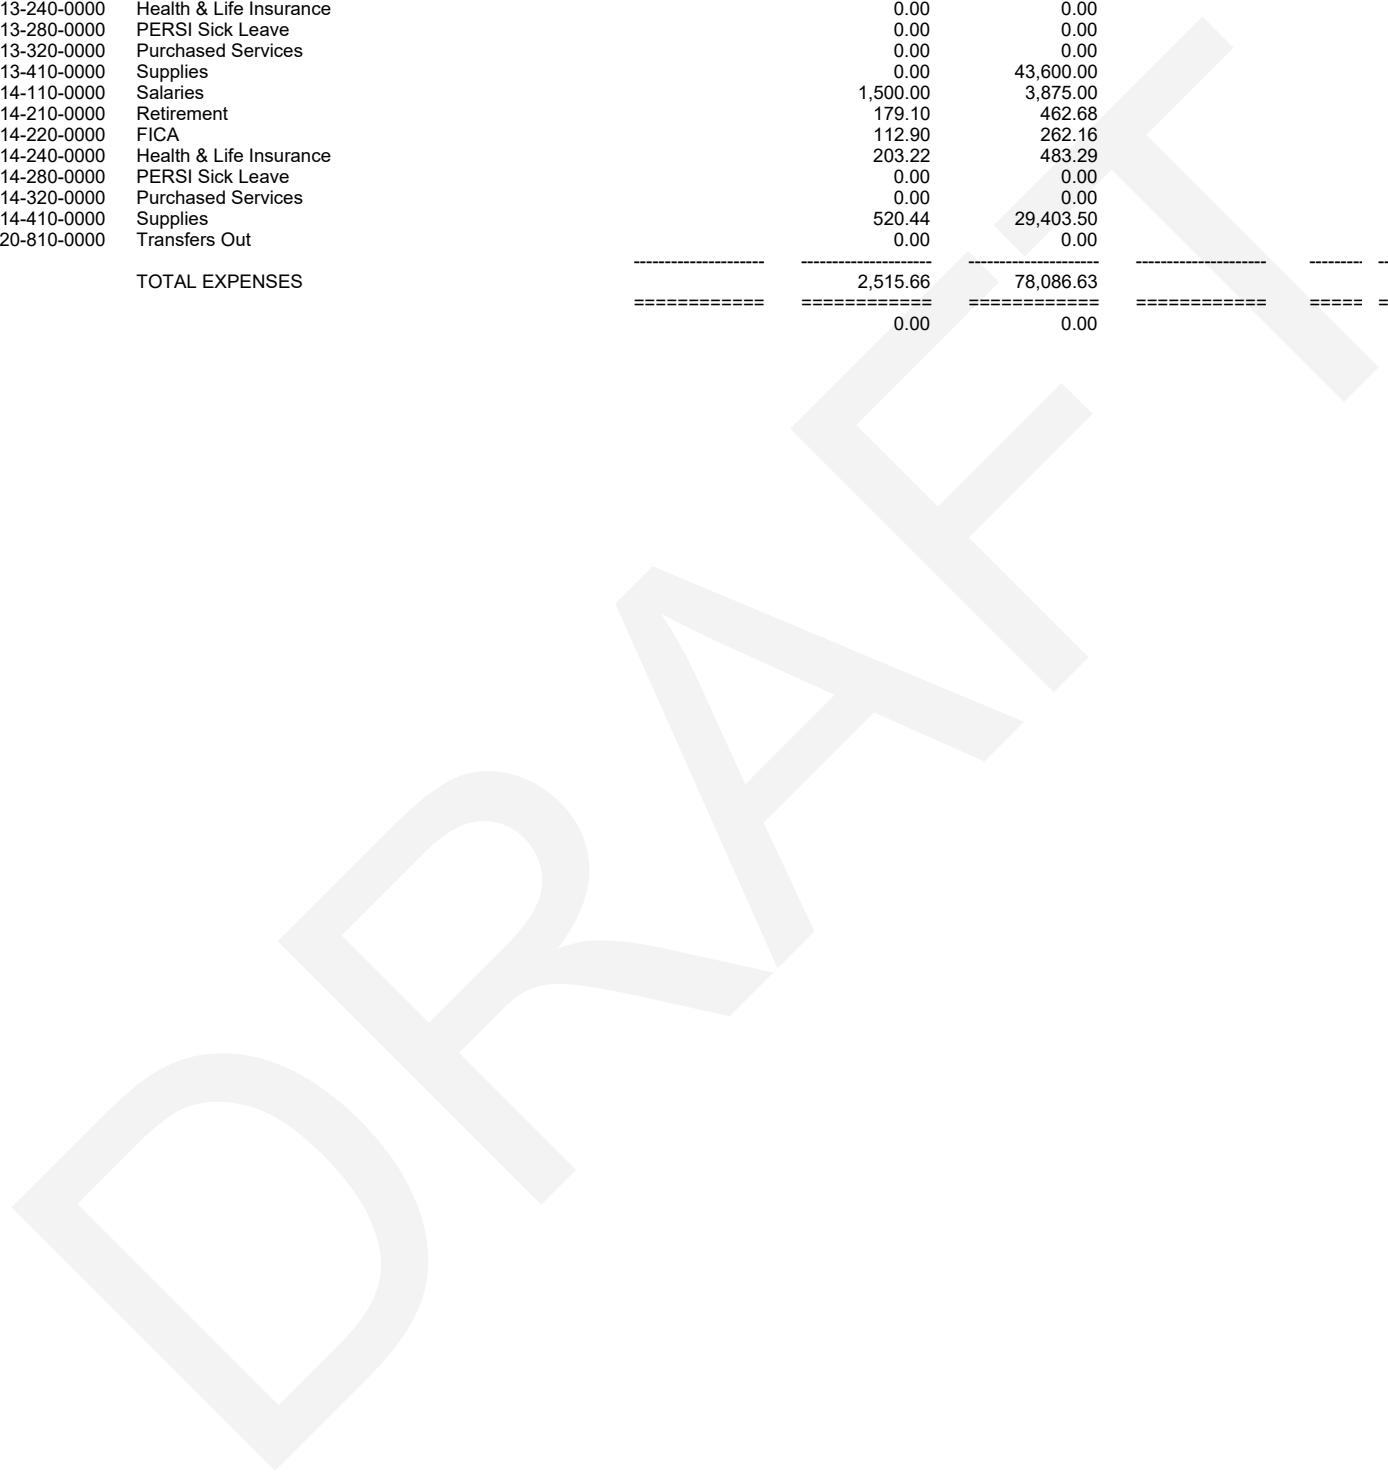 13-240-0000 Health & Life Insurance 0.00 0.00
13-280-0000 PERSI Sick Leave 0.00 0.00
13-320-0000 Purchased Services 0.00 0.00
13-410-0000 Supplies 0.00 43,600.00
14-110-0000 Salaries 1,500.00 3,875.00
14-210-0000 Retirement 179.10 462.68
14-220-0000 FICA 112.90 262.16
14-240-0000 Health & Life Insurance 203.22 483.29
14-280-0000 PERSI Sick Leave 0.00 0.00
14-320-0000 Purchased Services 0.00 0.00
14-410-0000 Supplies 520.44 29,403.50
20-810-0000 Transfers Out 0.00 0.00
--------------------- --------------------- --------------------- --------------------- -------- --
TOTAL EXPENSES 2,515.66 78,086.63
============ ============ ============ ============ ===== =
0.00 0.00
DRAFT